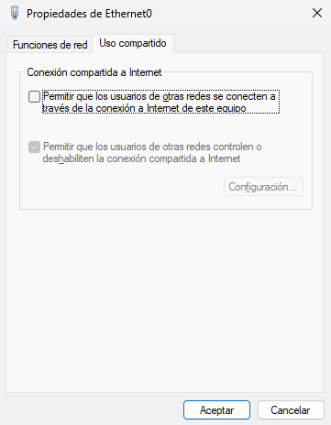 Propiedades de Ethernet0
Funciones de red Uso compartido
Conexión compartida a Internet
Permitir que los usuarios de otras redes se conecten a
través de la conexión a Internet de este equipo
Permitir que los usuarios de otras redes controlen o
deshabiliten la conexión compartida a Internet
Configuración...
Aceptar Cancelar